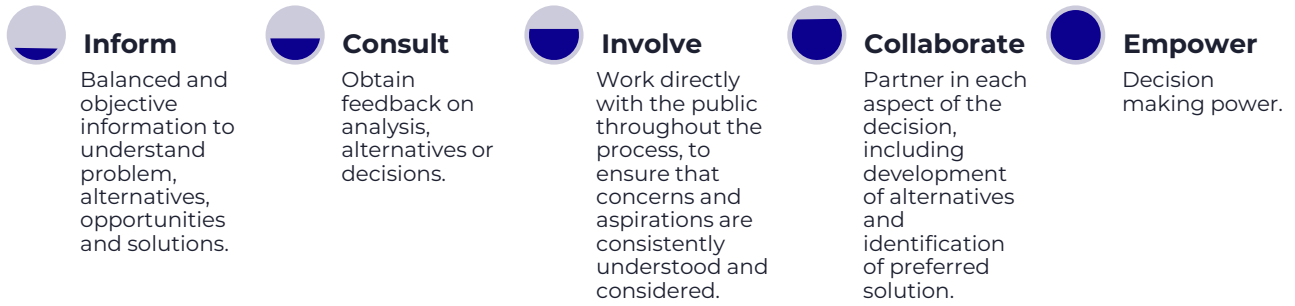 Inform
Balanced and
objective
information to
understand
problem,
alternatives,
opportunities
and solutions.
Consult
Obtain
feedback on
analysis,
alternatives or
decisions.
Involve
Work directly
with the public
throughout the
process, to
ensure that
concerns and
aspirations are
consistently
understood and
considered.
Collaborate
Partner in each
aspect of the
decision,
including
development
of alternatives
and
identification
of preferred
solution.
Empower
Decision
making power.